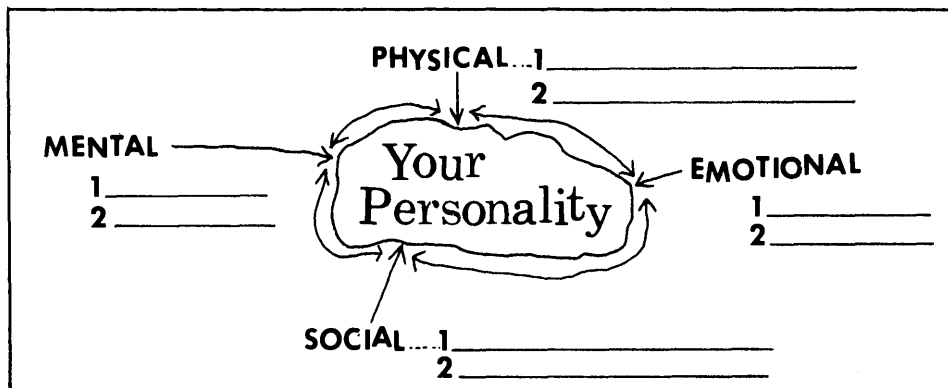 PHYSICAL...1
2
MENTAL
1
2
Your
Personality
EMOTIONAL
1
2
SOCIAL....1
2